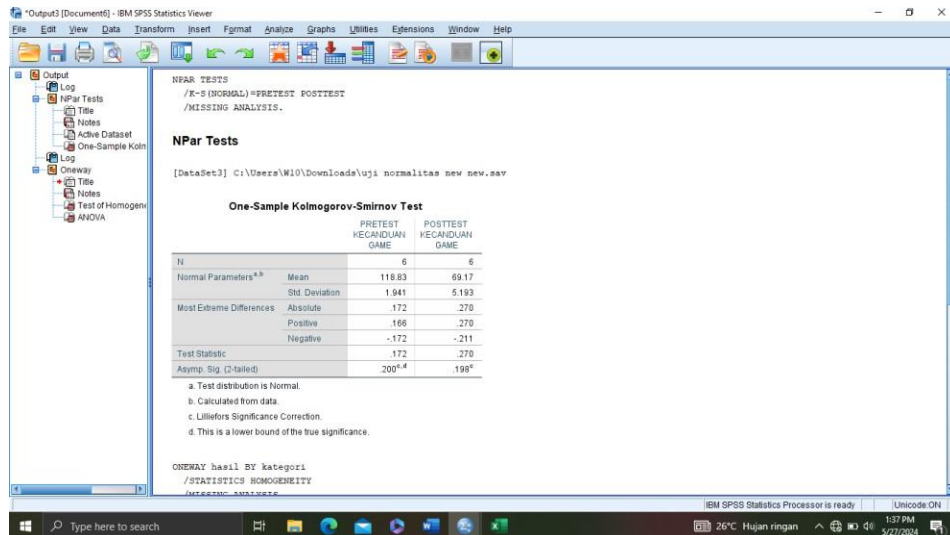 *Output3 [Document6] - IBM SPSS Statistics Viewer
File Edit View Data Transform Insert Format Analyze Graphs Utilities Extensions Window Help
Output
Log
NPar Tests
Title
Notes
Active Dataset
One-Sample Koln
Log
Oneway
Title
Notes
Test of Homogene
ANOVA
NPAR TESTS
/K-S(NORMAL)=PRETEST POSTTEST
/MISSING ANALYSIS.
NPar Tests
[DataSet3] C:\Users\W10\Downloads\uji normalitas new new.sav
One-Sample Kolmogorov-Smirnov Test
PRETEST KECANDUAN GAME POSTTEST KECANDUAN GAME
N 6 6
Normal Parameters a,b Mean 118.83 69.17
Std. Deviation 1.941 5.193
Most Extreme Differences Absolute .172 .270
Positive .166 .270
Negative -.172 -.211
Test Statistic .172 .270
Asymp. Sig. (2-tailed) .200 c,d .198 c
a. Test distribution is Normal.
b. Calculated from data.
c. Lilliefors Significance Correction.
d. This is a lower bound of the true significance.
ONEWAY hasil BY kategori
/STATISTICS HOMOGENEITY
/MISSING ANALYSIS
IBM SPSS Statistics Processor is ready Unicode:ON
Type here to search
26°C Hujan ringan
1:37 PM
5/27/2024